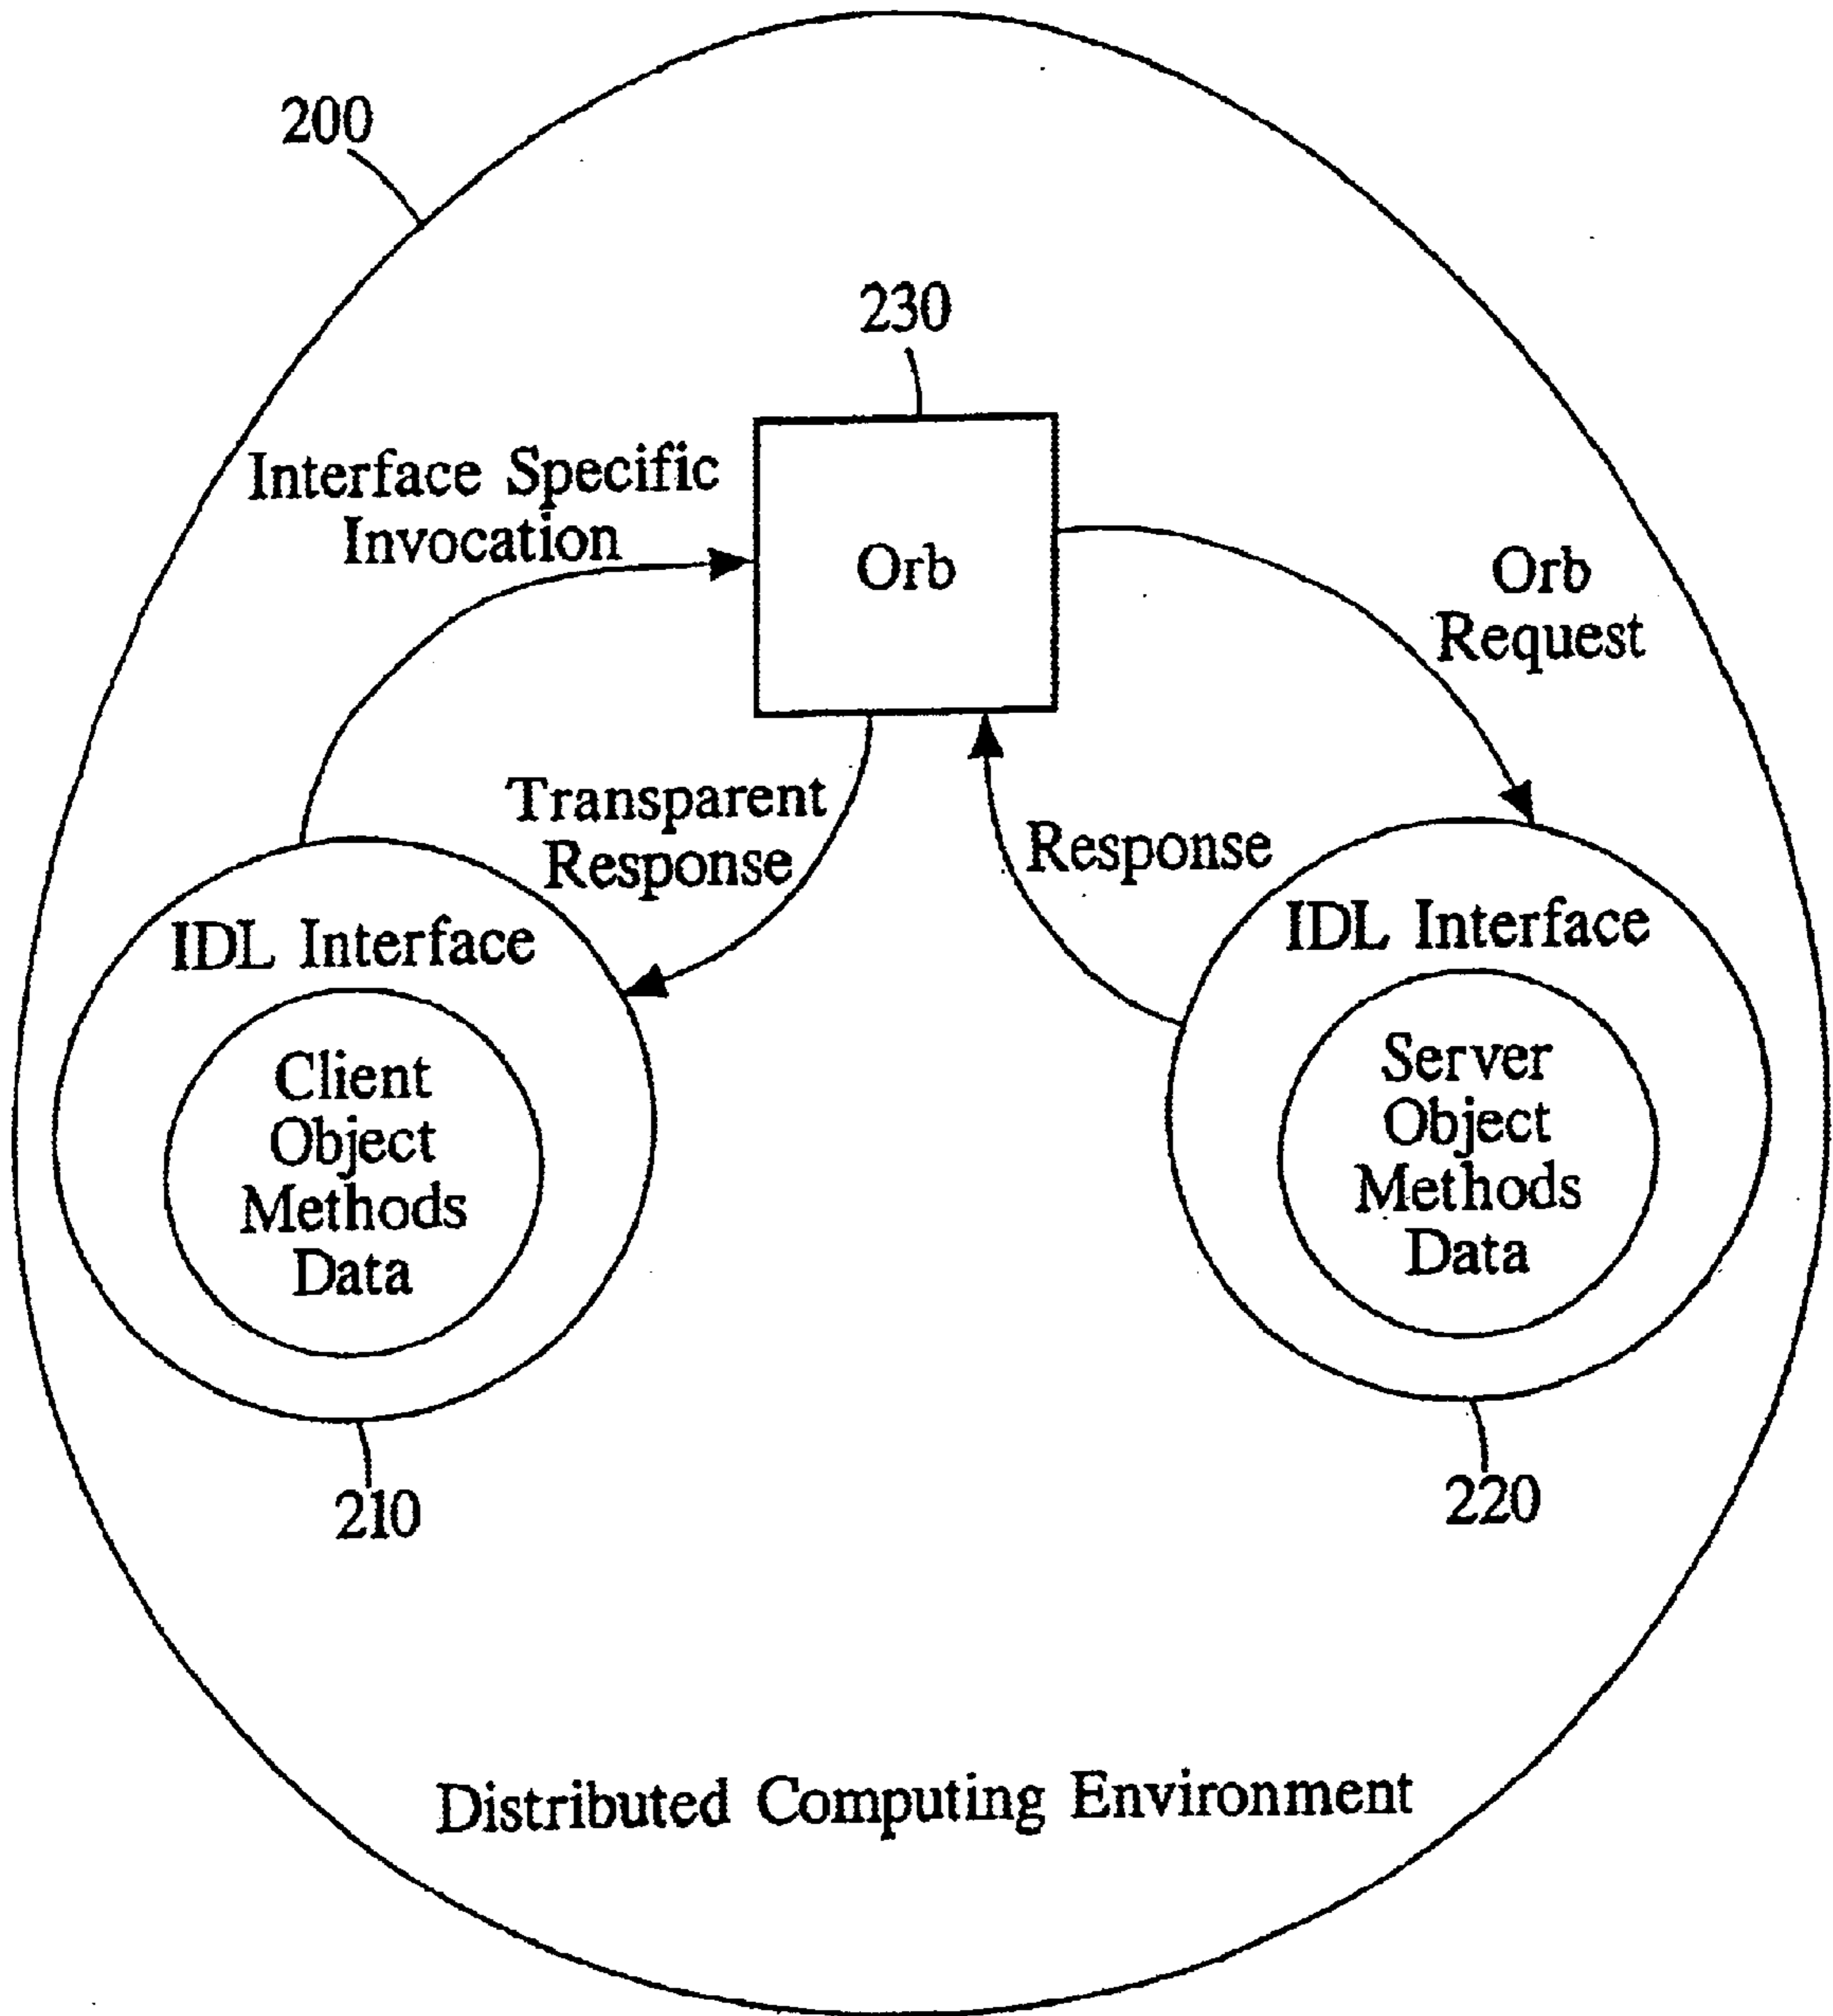 200
230
Interface Specific
Invocation
Orb
Orb
Request
Transparent
Response
Response
IDL Interface
Client
Object
Methods
Data
IDL Interface
Server
Object
Methods
Data
210
220
Distributed Computing Environment